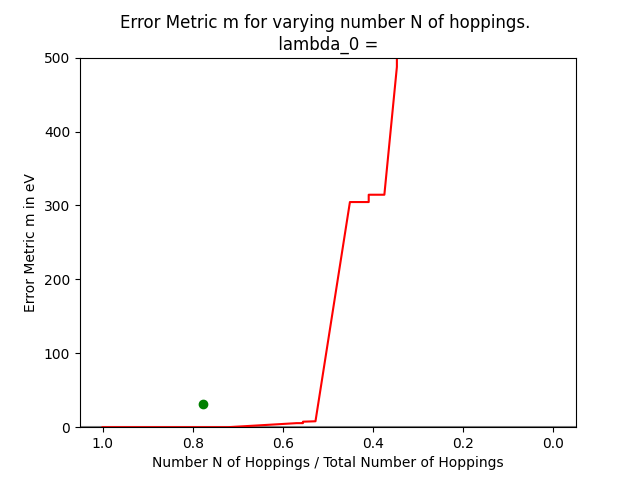 Error Metric m for varying number N of hoppings.
lambda_0 =
500
400
300
200
100
0
Error Metric m in eV
1.0 0.8 0.6 0.4 0.2 0.0
Number N of Hoppings / Total Number of Hoppings